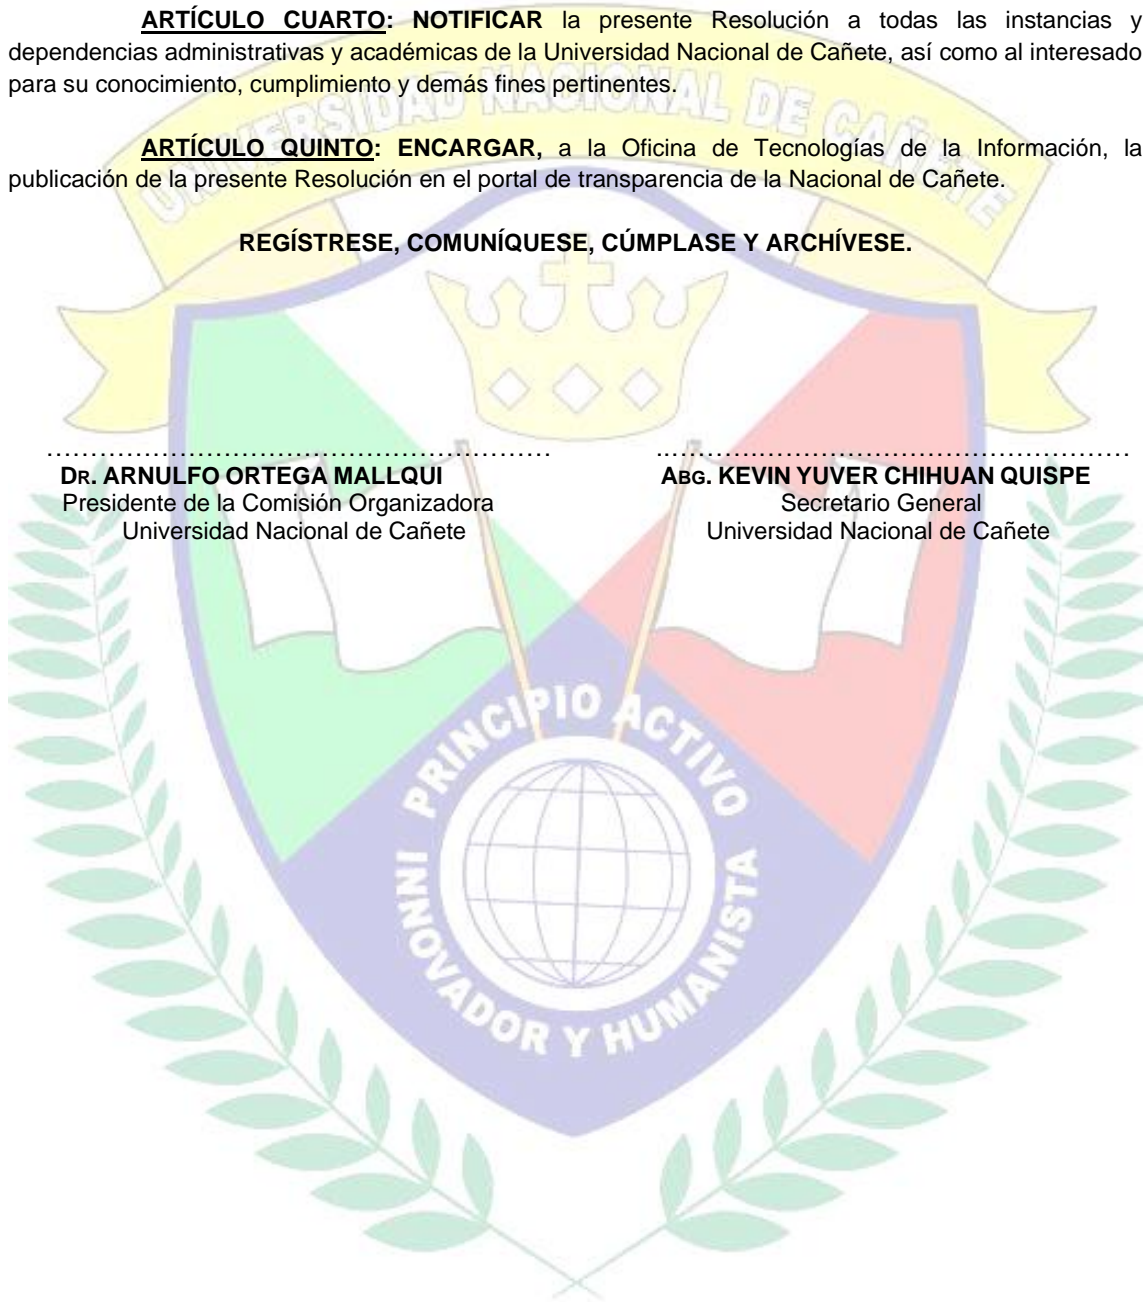 ARTÍCULO CUARTO: NOTIFICAR la presente Resolución a todas las instancias y
dependencias administrativas y académicas de la Universidad Nacional de Cañete, así como al interesado
para su conocimiento, cumplimiento y demás fines pertinentes.
UNIVERSIDAD NACIONAL DE CAÑETE
ARTÍCULO QUINTO: ENCARGAR, a la Oficina de Tecnologías de la Información, la
publicación de la presente Resolución en el portal de transparencia de la Nacional de Cañete.
REGÍSTRESE, COMUNÍQUESE, CÚMPLASE Y ARCHÍVESE.
DR. ARNULFO ORTEGA MALLQUI
Presidente de la Comisión Organizadora
Universidad Nacional de Cañete
ABG. KEVIN YUVER CHIHUAN QUISPE
Secretario General
Universidad Nacional de Cañete
PRINCIPIO ACTIVO
INNOVADOR Y HUMANISTA